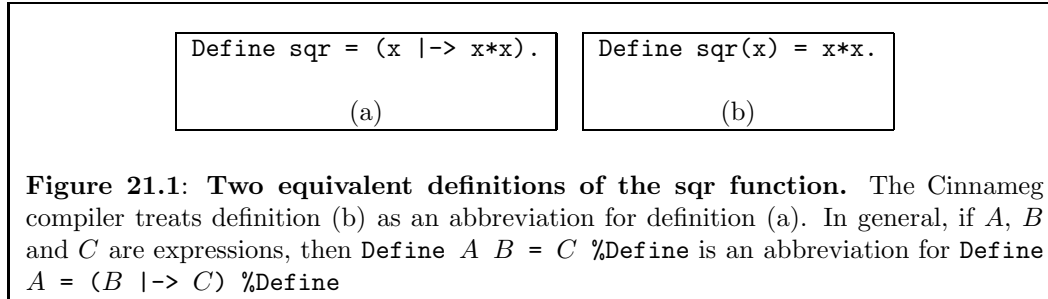 Define sqr = (x |-> x*x).
Define sqr(x) = x*x.
(a)
(b)
Figure 21.1: Two equivalent definitions of the sqr function. The Cinnameg
compiler treats definition (b) as an abbreviation for definition (a). In general, if A, B
and C are expressions, then Define A B = C %Define is an abbreviation for Define
A = (B |-> C) %Define